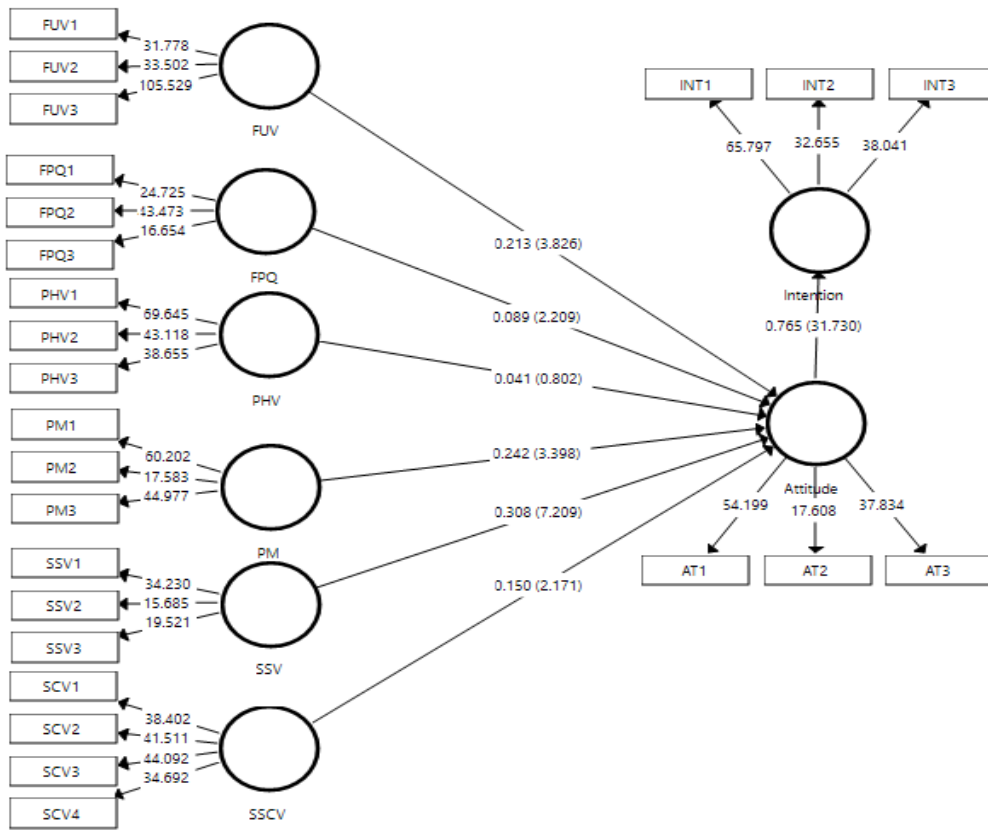 FUV1
31.778
FUV2
33.502
FUV3
105.529
FUV
FPQ1
24.725
FPQ2
43.473
FPQ3
16.654
FPQ
PHV1
69.645
PHV2
43.118
PHV3
38.655
PHV
PM1
60.202
PM2
17.583
PM3
44.977
PM
SSV1
34.230
SSV2
15.685
SSV3
19.521
SSV
SCV1
38.402
SCV2
41.511
SCV3
44.092
SCV4
34.692
SSCV
0.213 (3.826)
0.089 (2.209)
0.041 (0.802)
0.242 (3.398)
0.308 (7.209)
0.150 (2.171)
INT1
INT2
INT3
65.797
32.655
38.041
Intention
0.765 (31.730)
Attitude
54.199
17.608
37.834
AT1
AT2
AT3